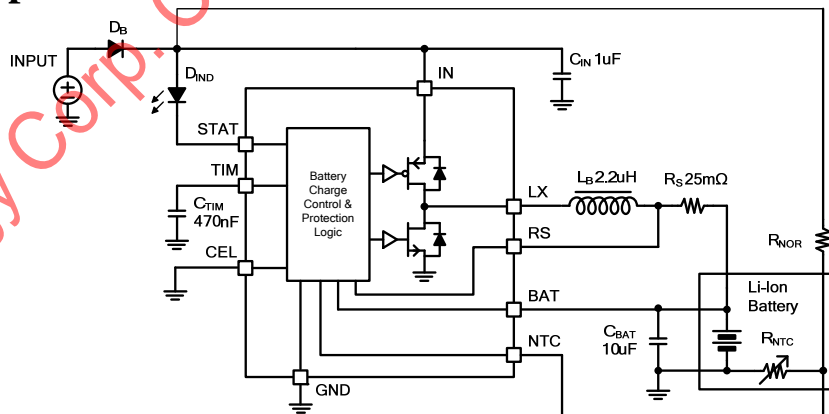 D_B
INPUT
D_IND
IN
C_IN 1uF
STAT
TIM
C_TIM
470nF
CEL
Battery
Charge
Control &
Protection
Logic
LX
L_B 2.2uH
R_S 25mΩ
RS
R_NOR
BAT
Li-Ion
Battery
C_BAT
10uF
R_NTC
NTC
GND
Corp.